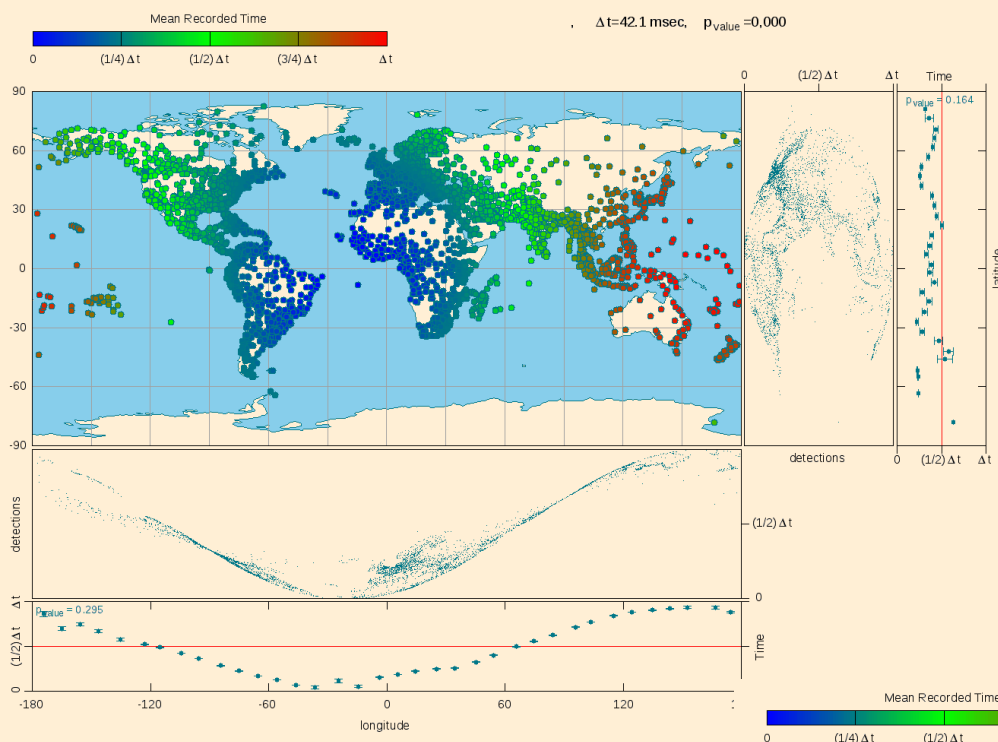 Mean Recorded Time
0 (1/4) Δt (1/2) Δt (3/4) Δt Δt
, Δt=42.1 msec, pvalue =0,000
0 (1/2) Δt Δt Time
90
60
30
0
-30
-60
-90
pvalue = 0.164
latitude
detections
0 (1/2) Δt Δt
detections
(1/2) Δt
0
pvalue = 0.295
Δt
(1/2) Δt
0
Time
-180 -120 -60 0 60 120
longitude
Mean Recorded Time
0 (1/4) Δt (1/2) Δt